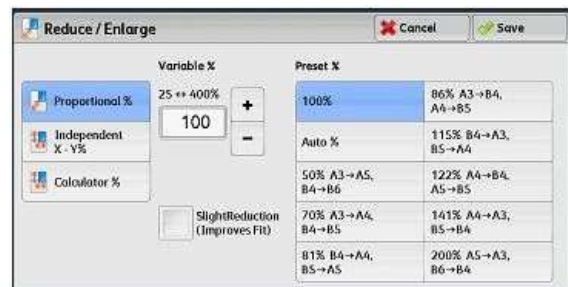 Reduce / Enlarge
Cancel
Save
Variable %
Preset %
Proportional %
Independent
X - Y%
Calculator %
25 ↔ 400%
100
+
−
SlightReduction
(Improves Fit)
100%
Auto %
50% A3→A5,
B4→B6
70% A3→A4,
B4→B5
81% B4→A4,
B5→A5
86% A3→B4,
A4→B5
115% B4→A3,
B5→A4
122% A4→B4,
A5→B5
141% A4→A3,
B5→B4
200% A5→A3,
B6→B4